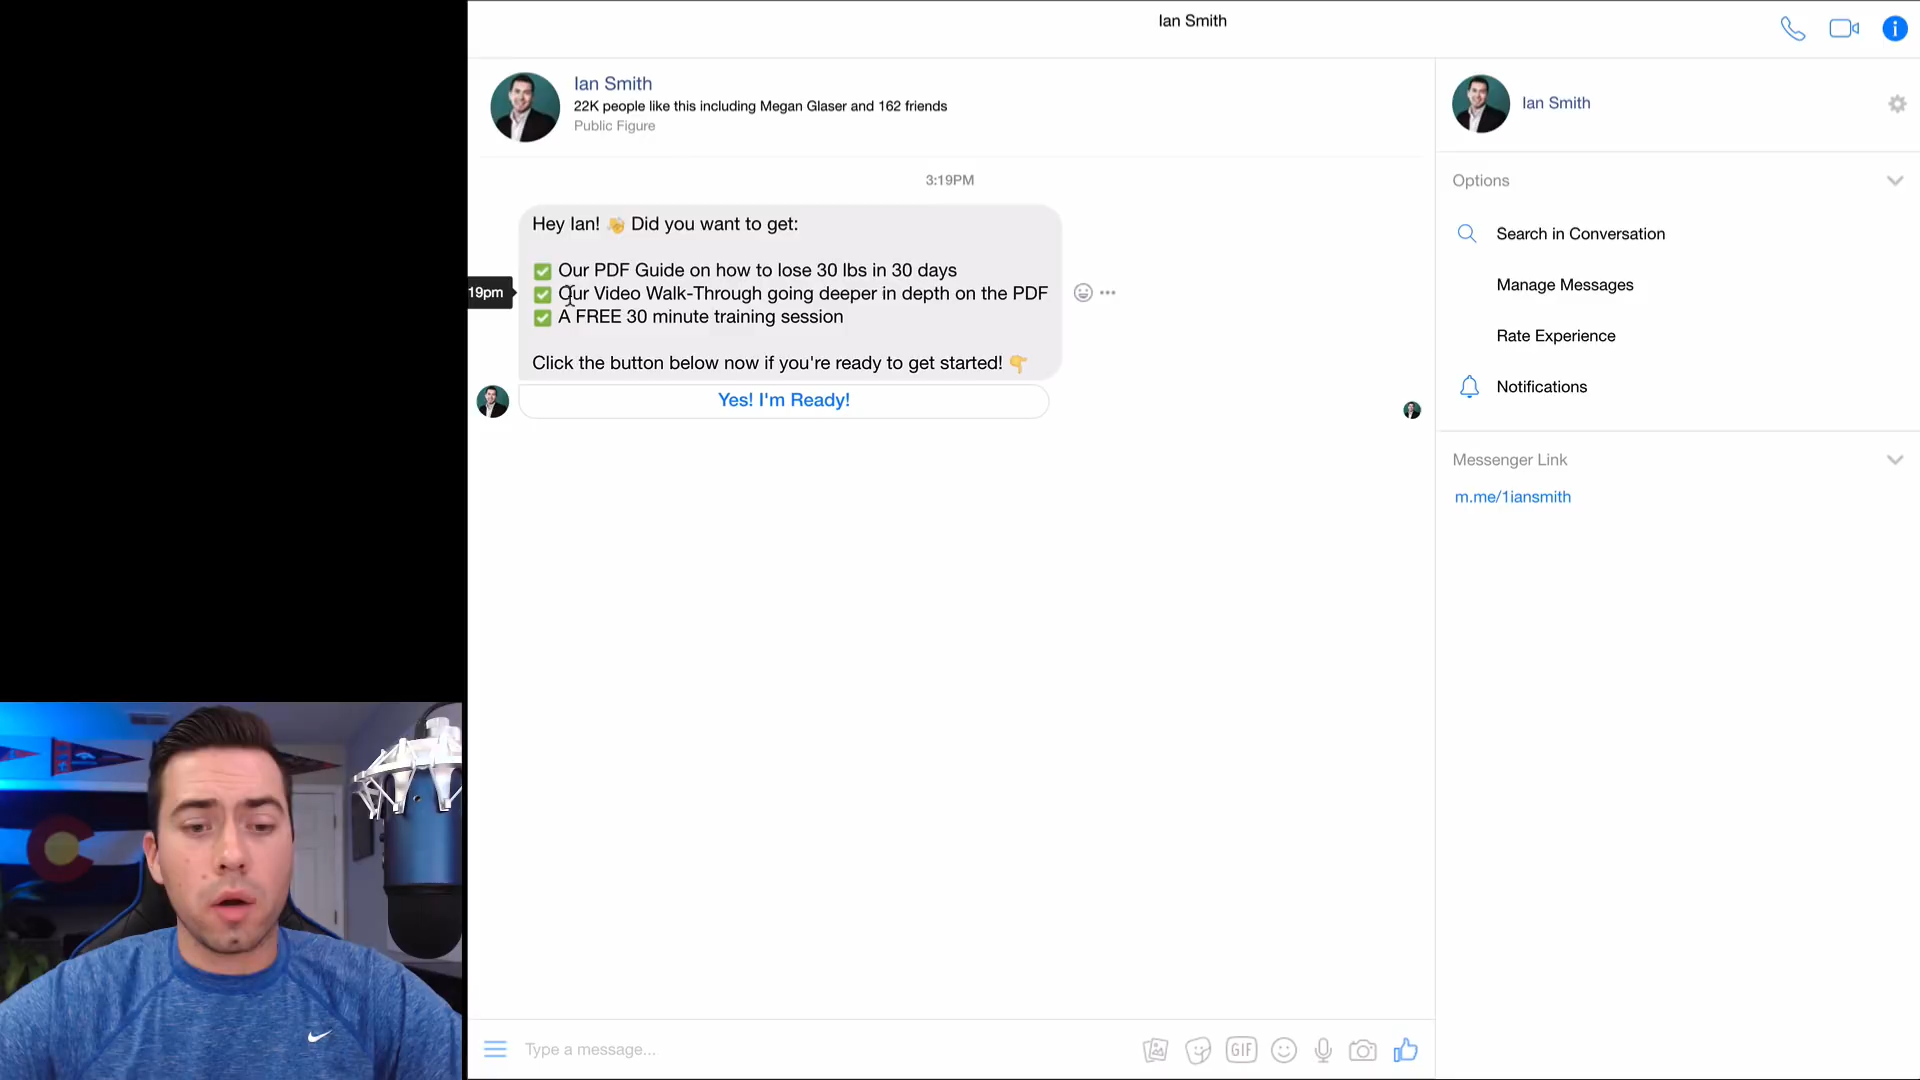 Ian Smith
Ian Smith
22K people like this including Megan Glaser and 162 friends
Public Figure
3:19PM
Hey Ian! 👋 Did you want to get:
✅ Our PDF Guide on how to lose 30 lbs in 30 days
✅ Our Video Walk-Through going deeper in depth on the PDF
✅ A FREE 30 minute training session
19pm
Click the button below now if you're ready to get started! 👇
Yes! I'm Ready!
Type a message...
GIF
Ian Smith
Options
Search in Conversation
Manage Messages
Rate Experience
Notifications
Messenger Link
m.me/1iansmith